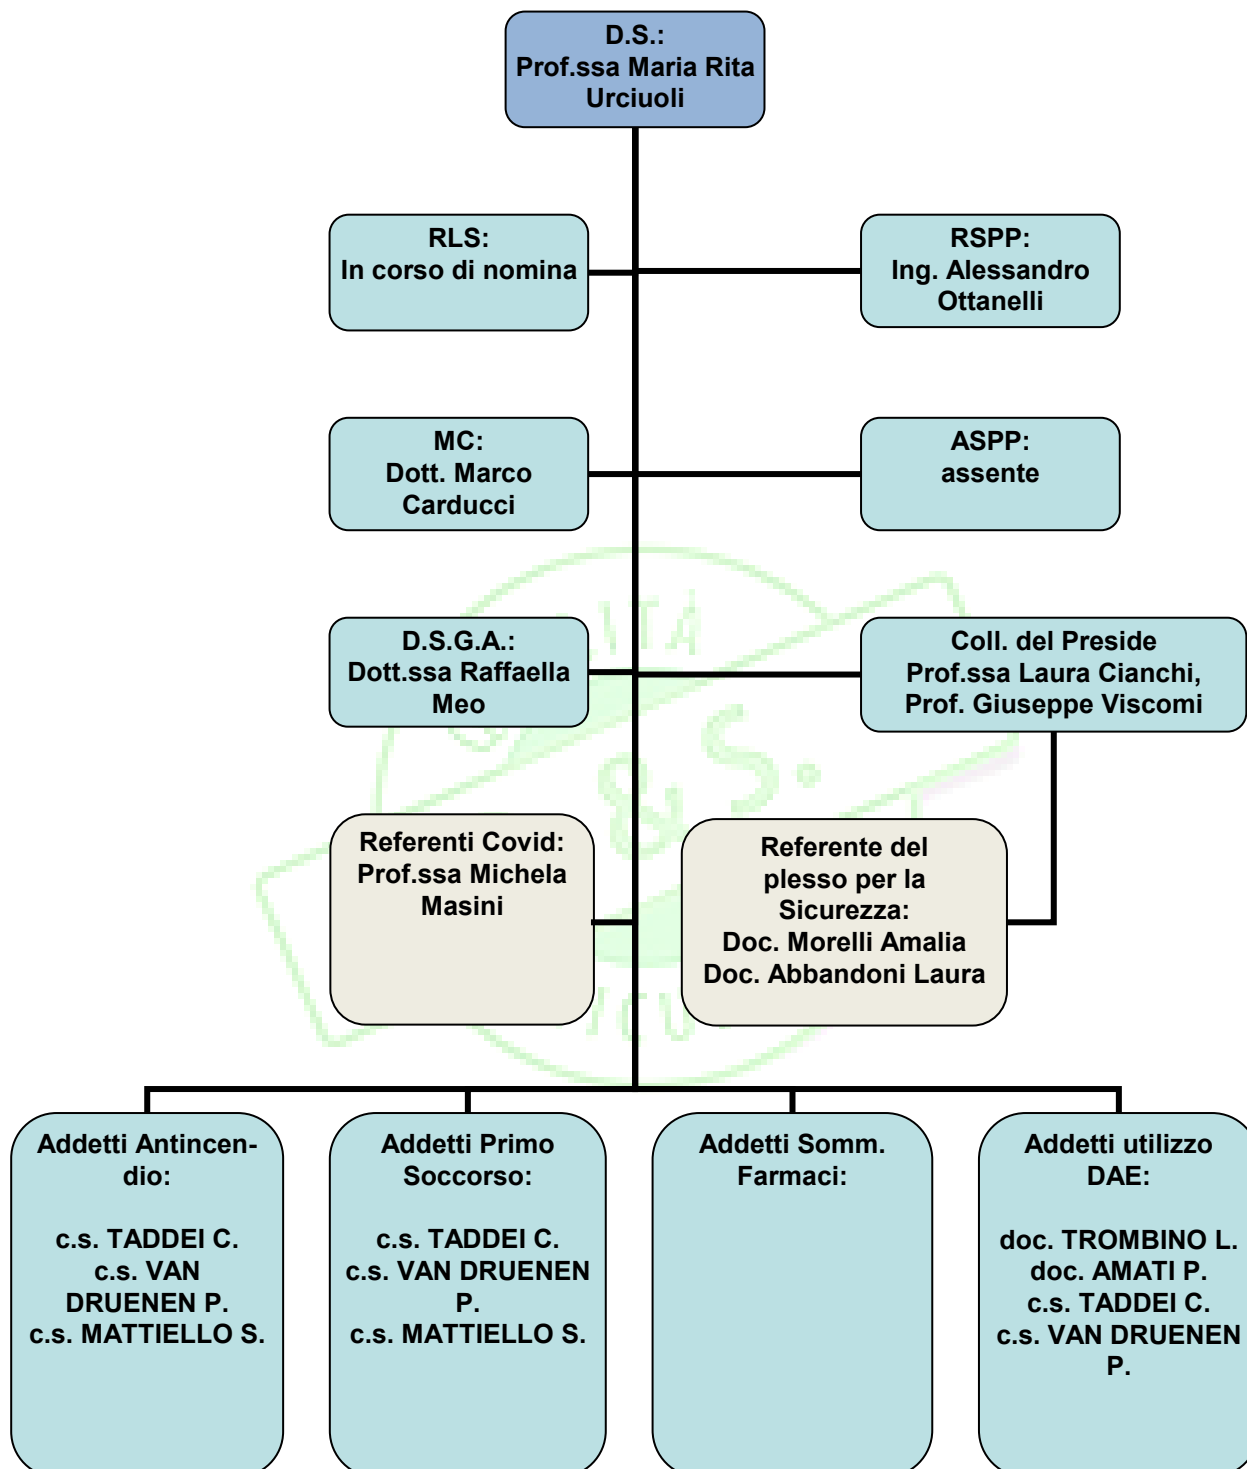 D.S.:
Prof.ssa Maria Rita
Urciuoli
RLS:
In corso di nomina
RSPP:
Ing. Alessandro
Ottanelli
MC:
Dott. Marco
Carducci
ASPP:
assente
D.S.G.A.:
Dott.ssa Raffaella
Meo
Coll. del Preside
Prof.ssa Laura Cianchi,
Prof. Giuseppe Viscomi
Referenti Covid:
Prof.ssa Michela
Masini
Referente del
plesso per la
Sicurezza:
Doc. Morelli Amalia
Doc. Abbandoni Laura
Addetti Antincen-
dio:
c.s. TADDEI C.
c.s. VAN
DRUENEN P.
c.s. MATTIELLO S.
Addetti Primo
Soccorso:
c.s. TADDEI C.
c.s. VAN DRUENEN
P.
c.s. MATTIELLO S.
Addetti Somm.
Farmaci:
Addetti utilizzo
DAE:
doc. TROMBINO L.
doc. AMATI P.
c.s. TADDEI C.
c.s. VAN DRUENEN
P.